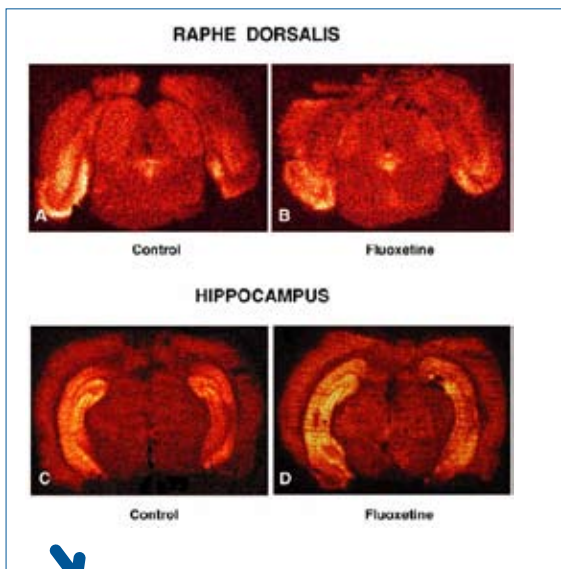 RAPHE DORSALIS
A
B
Control Fluoxetine
HIPPOCAMPUS
C
D
Control Fluoxetine